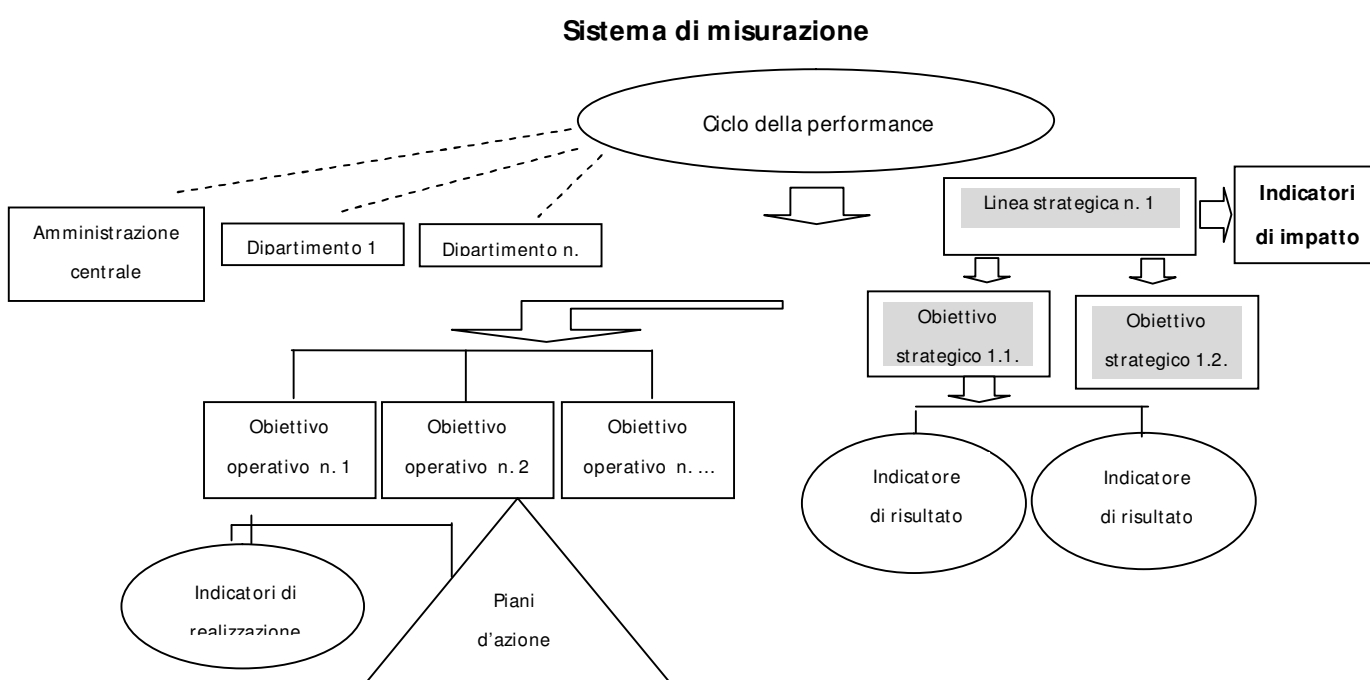 Sistema di misurazione
Ciclo della performance
Linea strategica n. 1
Indicatori
di impatto
Amministrazione
centrale
Dipartimento 1
Dipartimento n.
Obiettivo
strategico 1.1.
Obiettivo
strategico 1.2.
Obiettivo
operativo n. 1
Obiettivo
operativo n. 2
Obiettivo
operativo n. ...
Indicatore
di risultato
Indicatore
di risultato
Indicatori di
realizzazione
Piani
d'azione